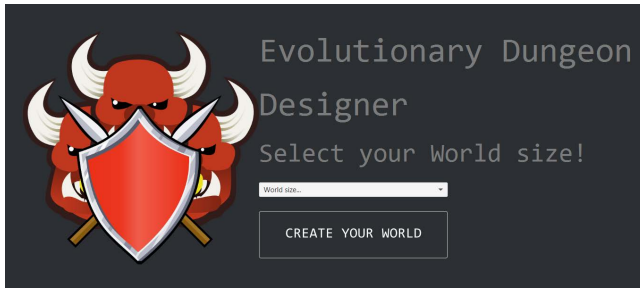 Evolutionary Dungeon
Designer
Select your World size!
World size...
CREATE YOUR WORLD